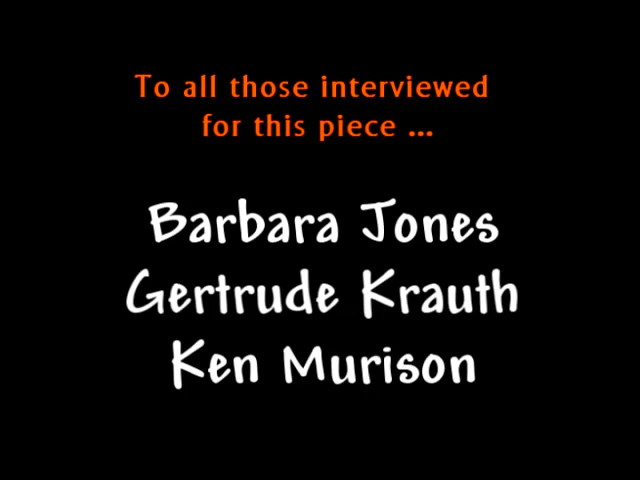 To all those interviewed
for this piece ...
Barbara Jones
Gertrude Krauth
Ken Murison